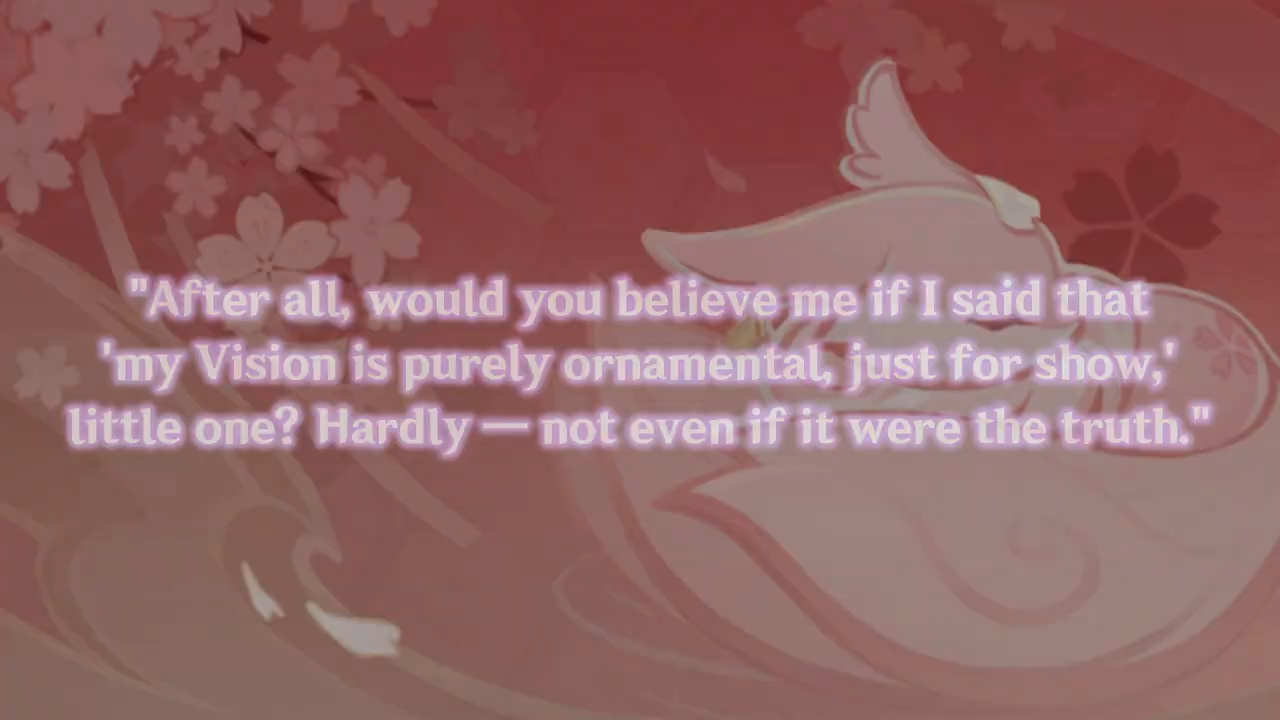 "After all, would you believe me if I said that
'my Vision is purely ornamental, just for show,'
little one? Hardly — not even if it were the truth."